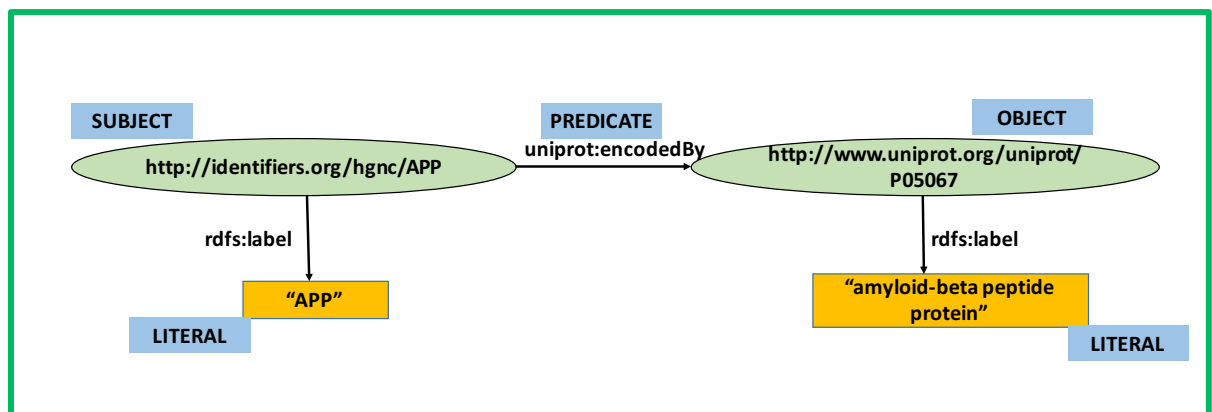 SUBJECT
PREDICATE
OBJECT
uniprot:encodedBy
http://identifiers.org/hgnc/APP
http://www.uniprot.org/uniprot/
P05067
rdfs:label
rdfs:label
“APP”
“amyloid-beta peptide
protein”
LITERAL
LITERAL